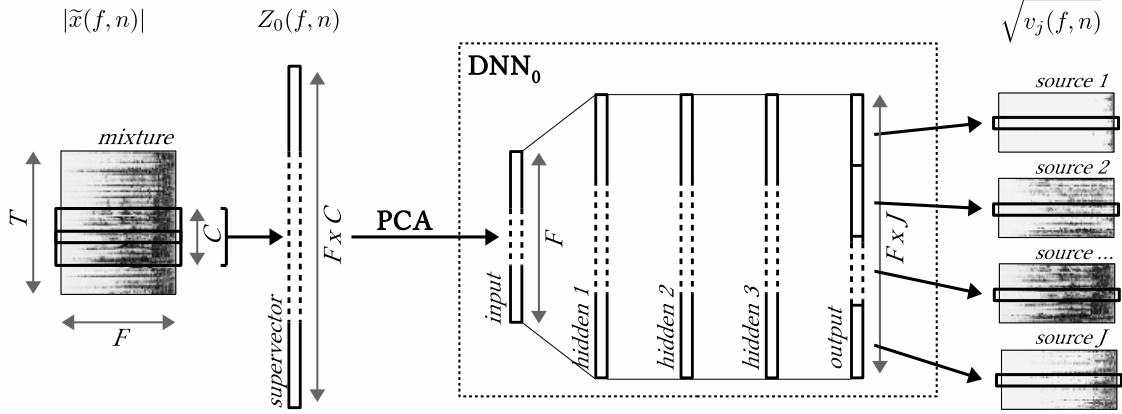 |x̃(f, n)|
Z₀(f, n)
√v_j(f, n)
mixture
T
C
F
supervector
F x C
PCA
DNN₀
input
F
hidden 1
hidden 2
hidden 3
output
F x J
source 1
source 2
source ...
source J